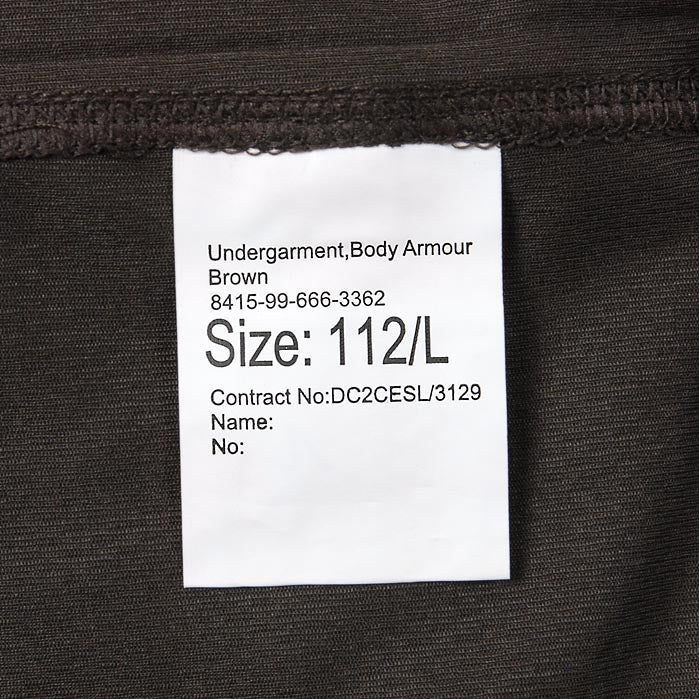 Undergarment,Body Armour
Brown
8415-99-666-3362
Size: 112/L
Contract No:DC2CESL/3129
Name:
No: